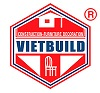 ®
CONSTRUCTION-FURNITURE DECORATION
VIETBUILD